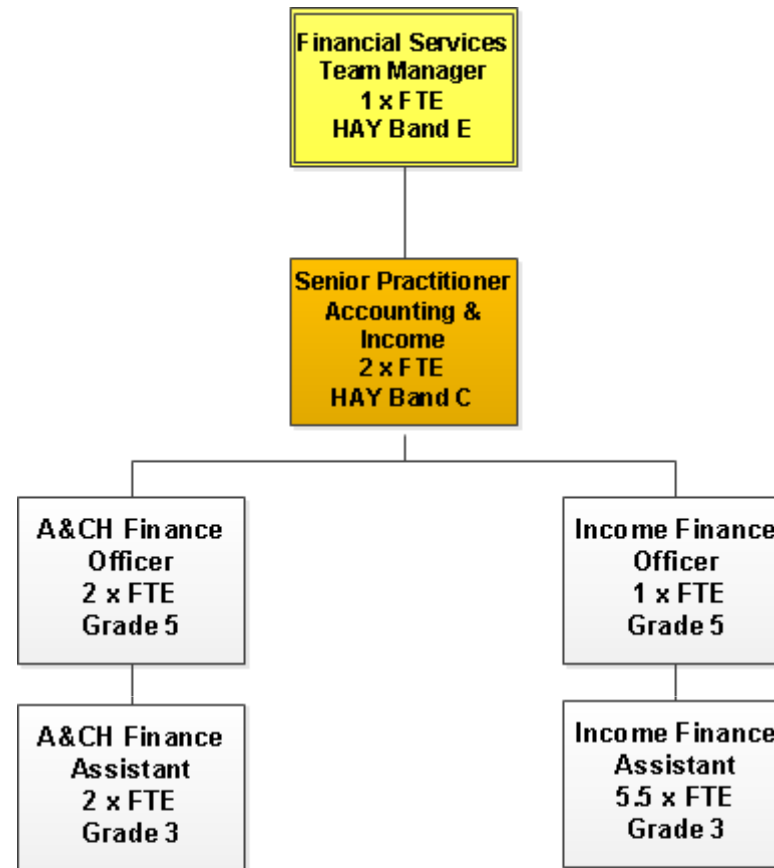 Financial Services
Team Manager
1 x FTE
HAY Band E
Senior Practitioner
Accounting &
Income
2 x FTE
HAY Band C
A&CH Finance
Officer
2 x FTE
Grade 5
Income Finance
Officer
1 x FTE
Grade 5
A&CH Finance
Assistant
2 x FTE
Grade 3
Income Finance
Assistant
5.5 x FTE
Grade 3